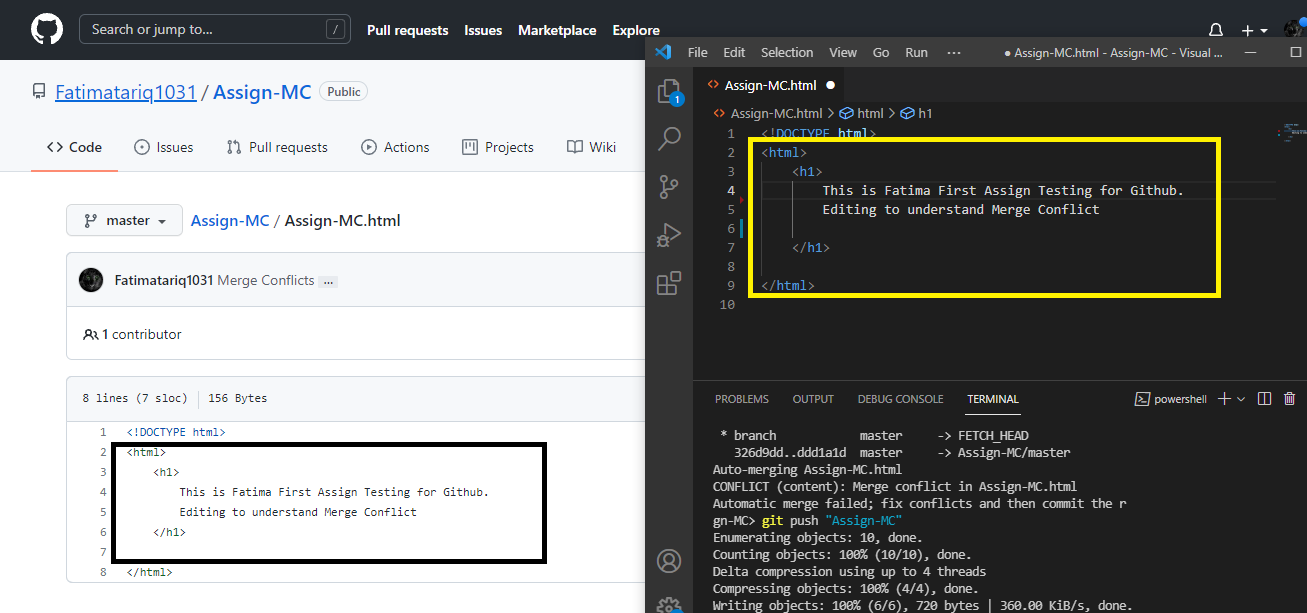 Search or jump to...
/
Pull requests
Issues
Marketplace
Explore
Fatimatariq1031 / Assign-MC
Public
Code
Issues
Pull requests
Actions
Projects
Wiki
master
Assign-MC / Assign-MC.html
Fatimatariq1031 Merge Conflicts ...
1 contributor
8 lines (7 sloc)
156 Bytes
1 <!DOCTYPE html>
2 <html>
3 <h1>
4 This is Fatima First Assign Testing for Github.
5 Editing to understand Merge Conflict
6 </h1>
7
8 </html>
File Edit Selection View Go Run ...
● Assign-MC.html - Assign-MC - Visual ...
1
Assign-MC.html ●
Assign-MC.html > html > h1
1 <!DOCTYPE html>
2 <html>
3 <h1>
4 This is Fatima First Assign Testing for Github.
5 Editing to understand Merge Conflict
6
7 </h1>
8
9 </html>
10
PROBLEMS OUTPUT DEBUG CONSOLE TERMINAL
powershell
* branch master -> FETCH_HEAD
326d9dd..ddd1a1d master -> Assign-MC/master
Auto-merging Assign-MC.html
CONFLICT (content): Merge conflict in Assign-MC.html
Automatic merge failed; fix conflicts and then commit the r
gn-MC> git push "Assign-MC"
Enumerating objects: 10, done.
Counting objects: 100% (10/10), done.
Delta compression using up to 4 threads
Compressing objects: 100% (4/4), done.
Writing objects: 100% (6/6), 720 bytes | 360.00 KiB/s, done.